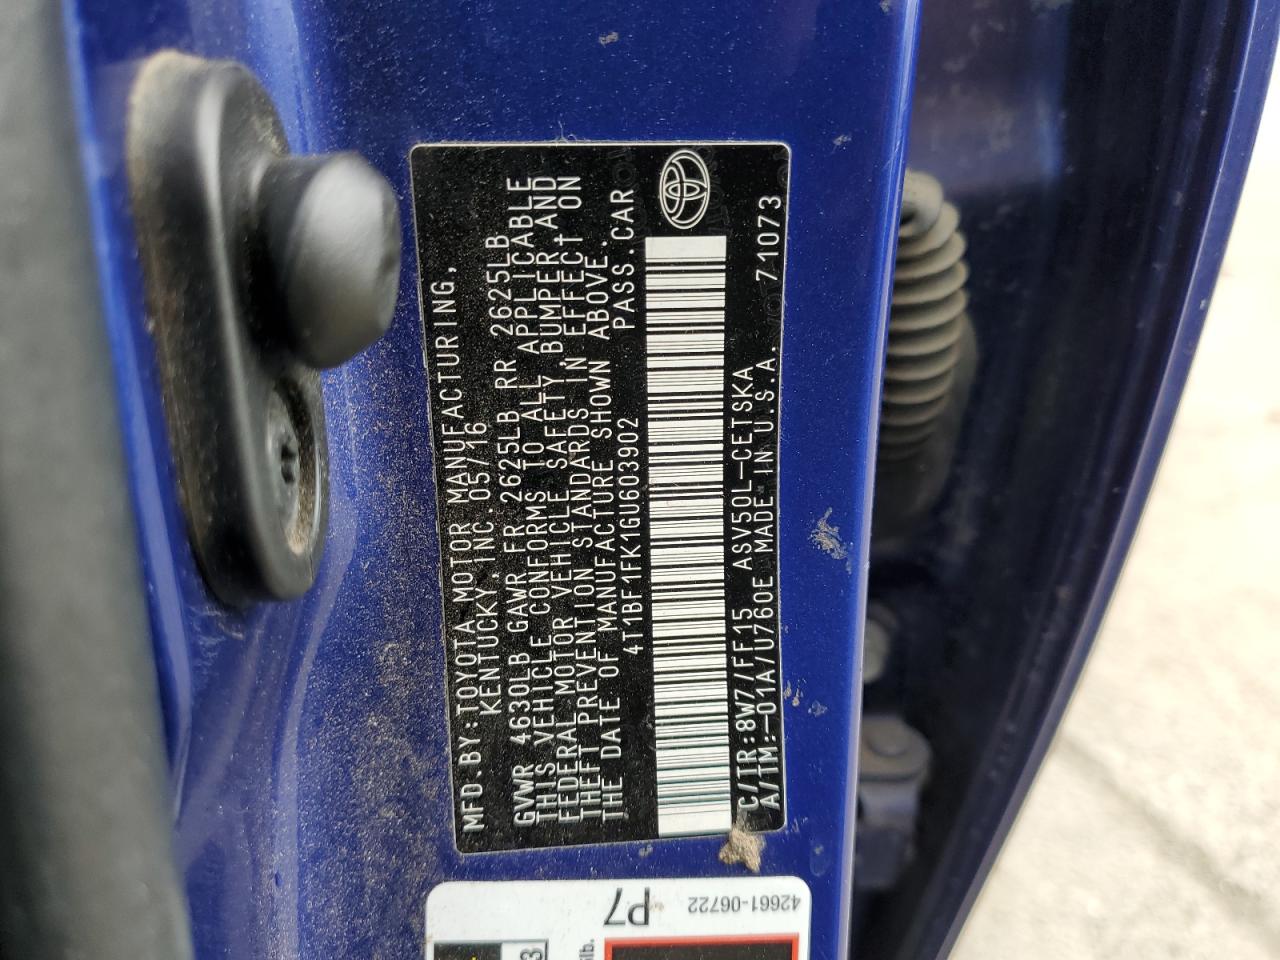 MFD.BY:TOYOTA MOTOR MANUFACTURING,
KENTUCKY, INC. 05/16
GVWR 4630LB GAWR FR 2625LB RR 2625LB
THIS VEHICLE CONFORMS TO ALL APPLICABLE
FEDERAL MOTOR VEHICLE SAFETY, BUMPER, AND
THEFT PREVENTION STANDARDS IN EFFECT ON
THE DATE OF MANUFACTURE SHOWN ABOVE.
4T1BF1FK1GU603902 PASS.CAR
C/TR:8W7/FF15 ASV50L-CETSKA
A/TM:-01A/U760E MADE IN U.S.A. 71073
42661-06722
P7